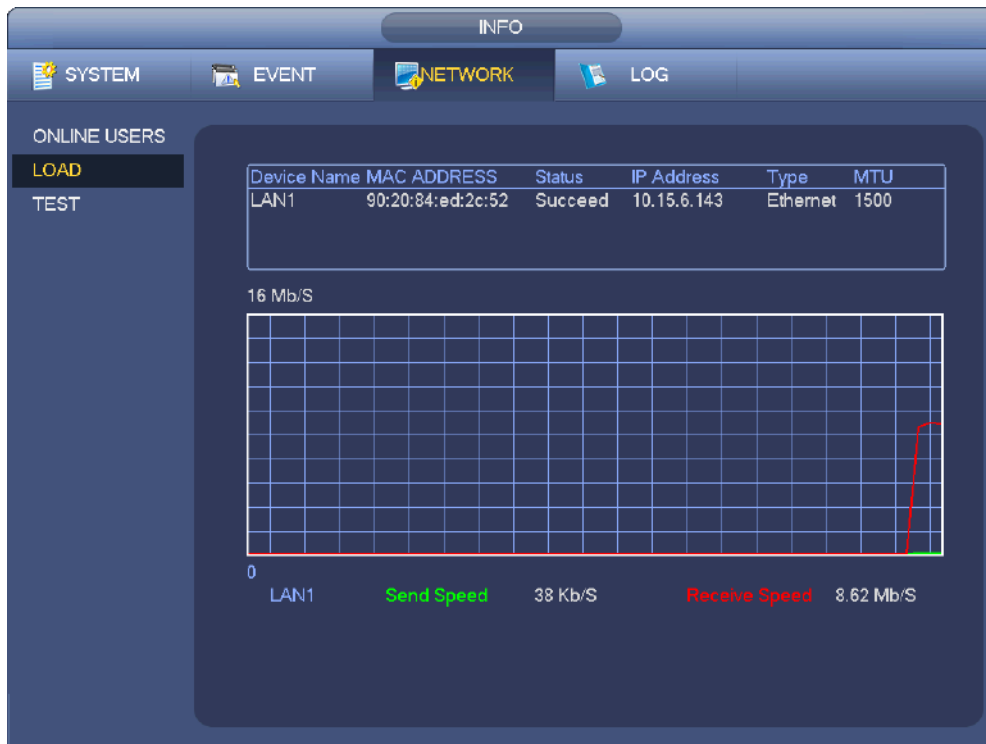 INFO
SYSTEM EVENT NETWORK LOG
ONLINE USERS
LOAD
TEST
Device Name MAC ADDRESS Status IP Address Type MTU
LAN1 90:20:84:ed:2c:52 Succeed 10.15.6.143 Ethernet 1500
16 Mb/S
0
LAN1 Send Speed 38 Kb/S Receive Speed 8.62 Mb/S